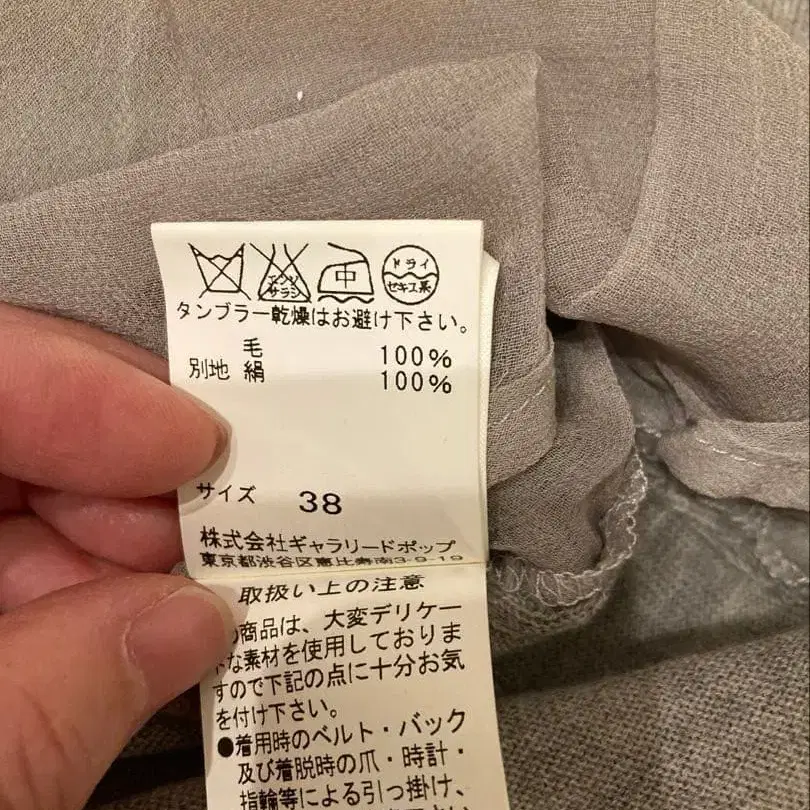 エンソ
サラシ
中
ドライ
セキユ系
タンブラー乾燥はお避け下さい。
毛 100%
別地 絹 100%
サイズ 38
株式会社ギャラリードポップ
東京都渋谷区恵比寿南3-9-19
取扱い上の注意
商品は、大変デリケー
な素材を使用しておりま
すので下記の点に十分お気
を付け下さい。
●着用時のベルト・バック
及び着脱時の爪・時計・
指輪等による引っ掛け、